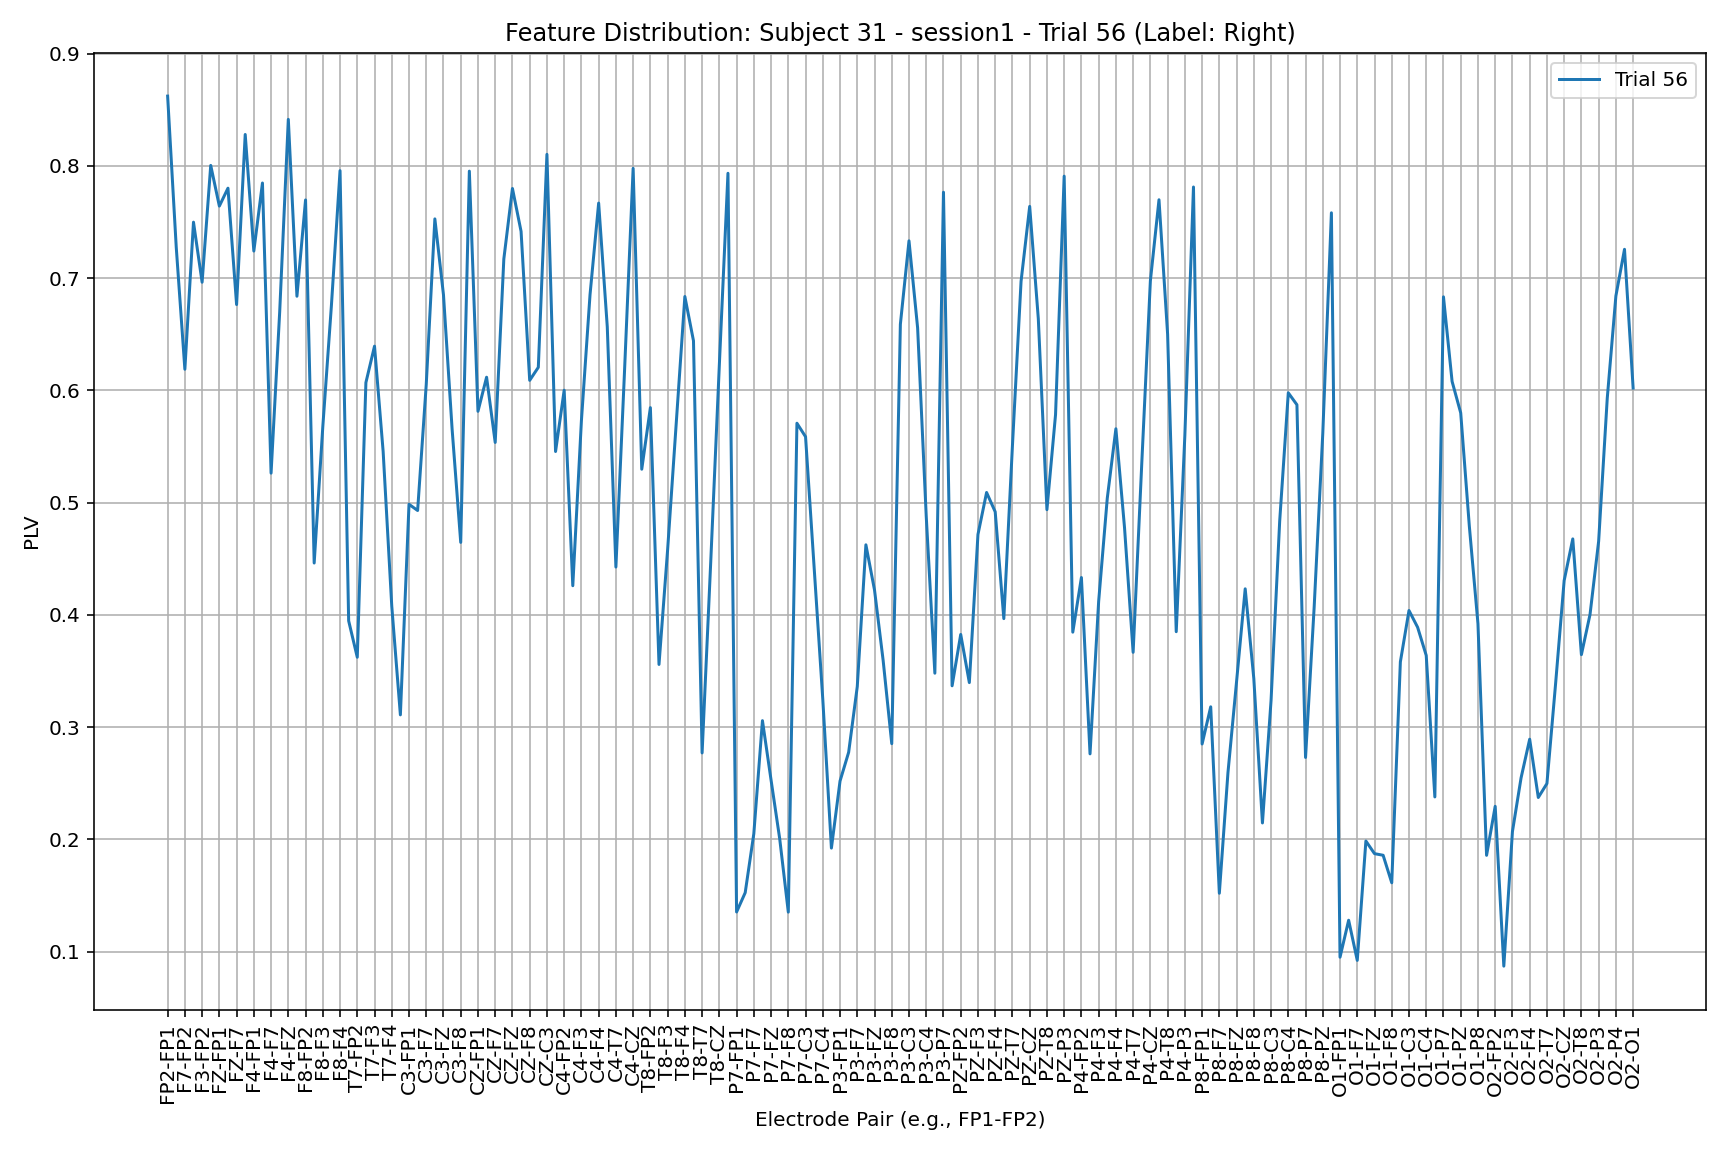 Feature Distribution: Subject 31 - session1 - Trial 56 (Label: Right)
Trial 56
0.9
0.8
0.7
0.6
0.5
0.4
0.3
0.2
0.1
PLV
FP2-FP1
F7-FP2
F3-FP2
FZ-FP1
FZ-F7
F4-FP1
F4-F7
F4-FZ
F8-FP2
F8-F3
F8-F4
T7-FP2
T7-F3
T7-F4
C3-FP1
C3-F7
C3-FZ
C3-F8
CZ-FP1
CZ-F7
CZ-FZ
CZ-F8
CZ-C3
C4-FP2
C4-F3
C4-F4
C4-T7
C4-CZ
T8-FP2
T8-F3
T8-F4
T8-T7
T8-CZ
P7-FP1
P7-F7
P7-FZ
P7-F8
P7-C3
P7-C4
P3-FP1
P3-F7
P3-FZ
P3-F8
P3-C3
P3-C4
P3-P7
PZ-FP2
PZ-F3
PZ-F4
PZ-T7
PZ-CZ
PZ-T8
PZ-P3
P4-FP2
P4-F3
P4-F4
P4-T7
P4-CZ
P4-T8
P4-P3
P8-FP1
P8-F7
P8-FZ
P8-F8
P8-C3
P8-C4
P8-P7
P8-PZ
O1-FP1
O1-F7
O1-FZ
O1-F8
O1-C3
O1-C4
O1-P7
O1-PZ
O1-P8
O2-FP2
O2-F3
O2-F4
O2-T7
O2-CZ
O2-T8
O2-P3
O2-P4
O2-O1
Electrode Pair (e.g., FP1-FP2)